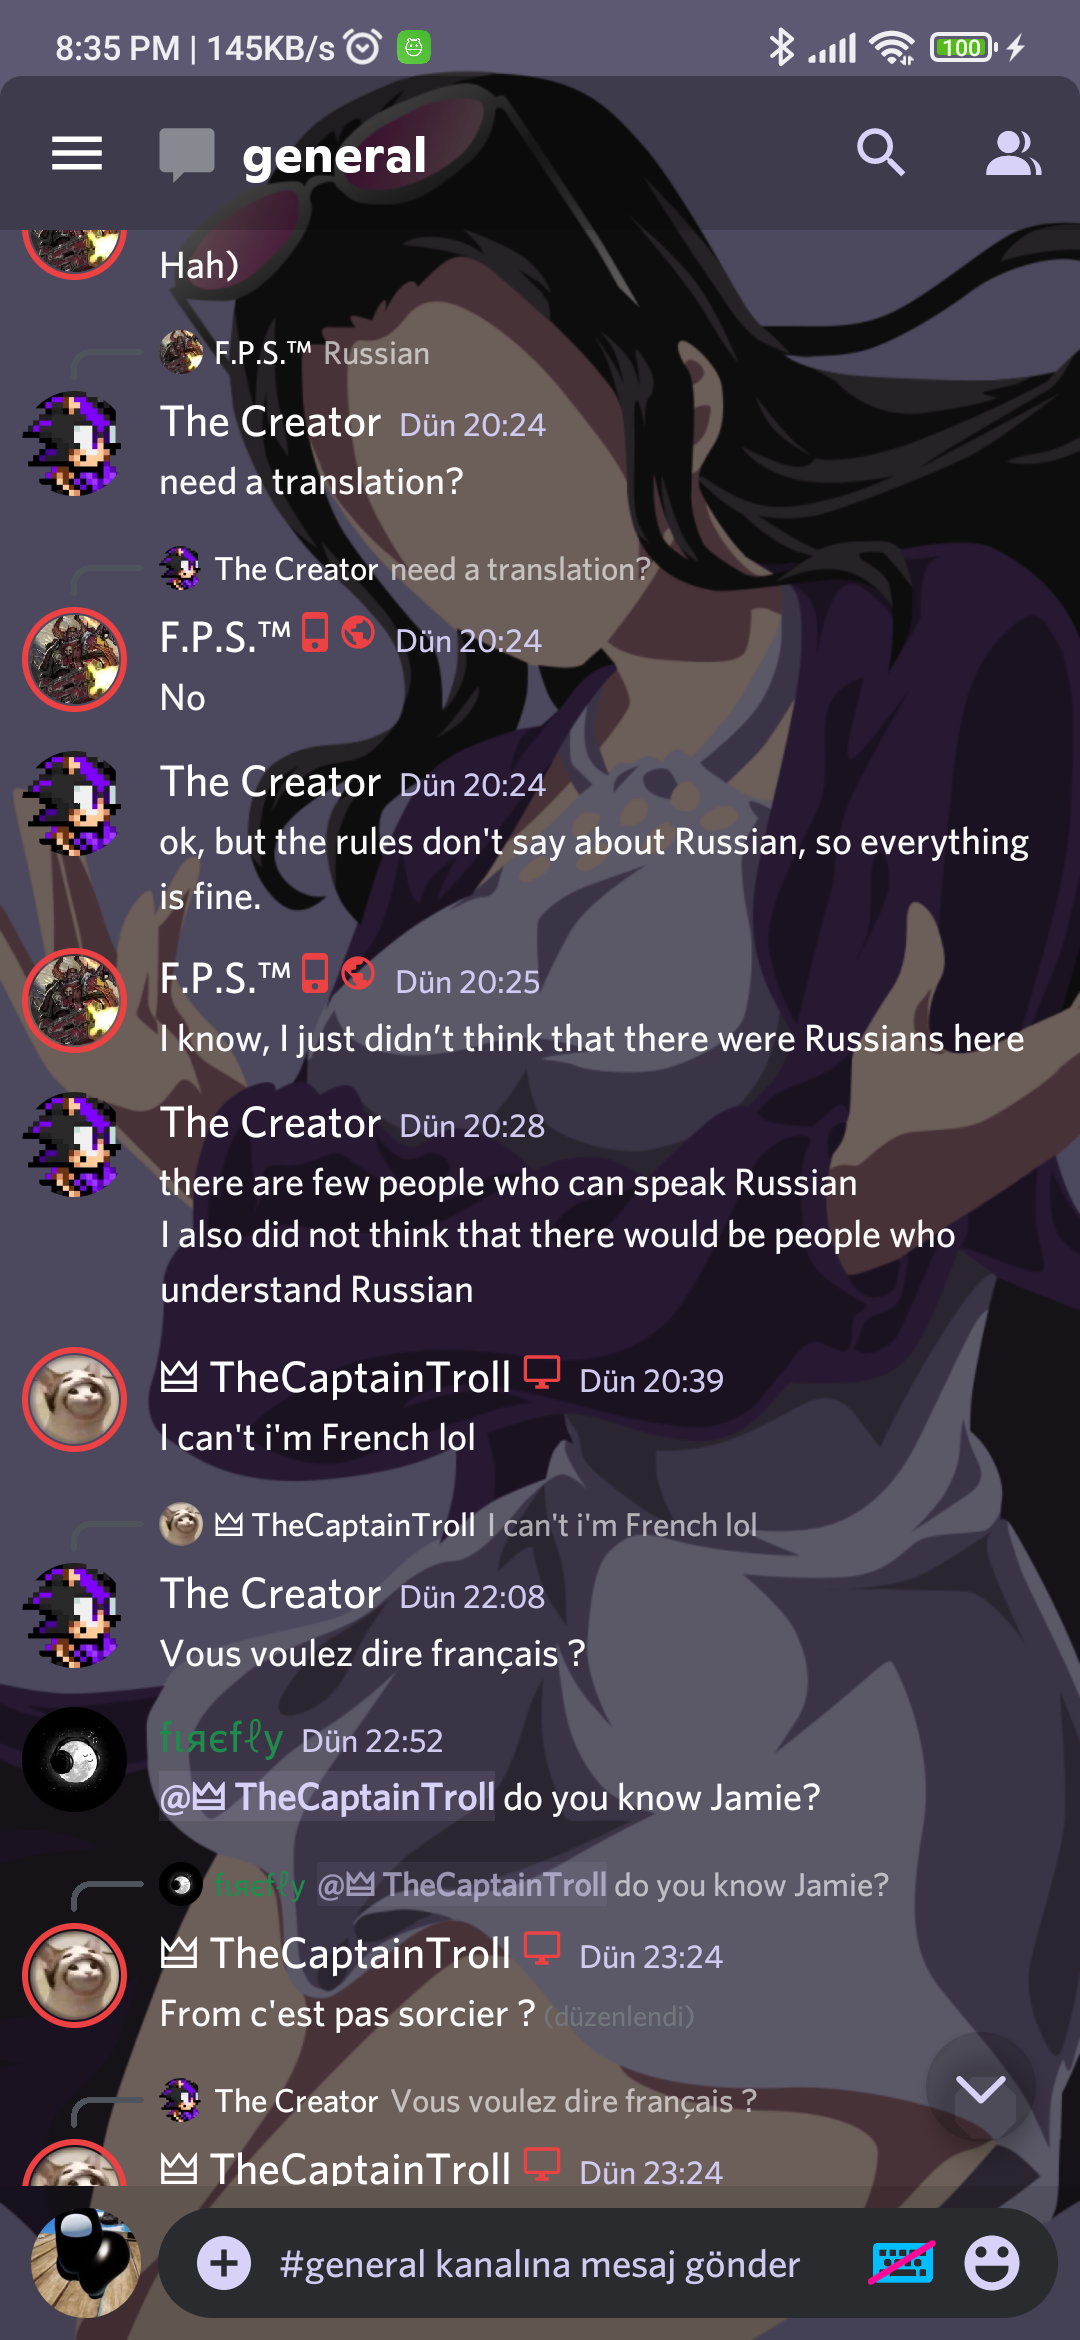 8:35 PM | 145KB/s
100
general
Hah)
F.P.S.™ Russian
The Creator Dün 20:24
need a translation?
The Creator need a translation?
F.P.S.™ Dün 20:24
No
The Creator Dün 20:24
ok, but the rules don't say about Russian, so everything
is fine.
F.P.S.™ Dün 20:25
I know, I just didn’t think that there were Russians here
The Creator Dün 20:28
there are few people who can speak Russian
I also did not think that there would be people who
understand Russian
TheCaptainTroll Dün 20:39
I can't i'm French lol
TheCaptainTroll I can't i'm French lol
The Creator Dün 22:08
Vous voulez dire français ?
fιяєfℓy Dün 22:52
@TheCaptainTroll do you know Jamie?
fιяєfℓy @TheCaptainTroll do you know Jamie?
TheCaptainTroll Dün 23:24
From c'est pas sorcier ? (düzenlendi)
The Creator Vous voulez dire français ?
TheCaptainTroll Dün 23:24
#general kanalına mesaj gönder